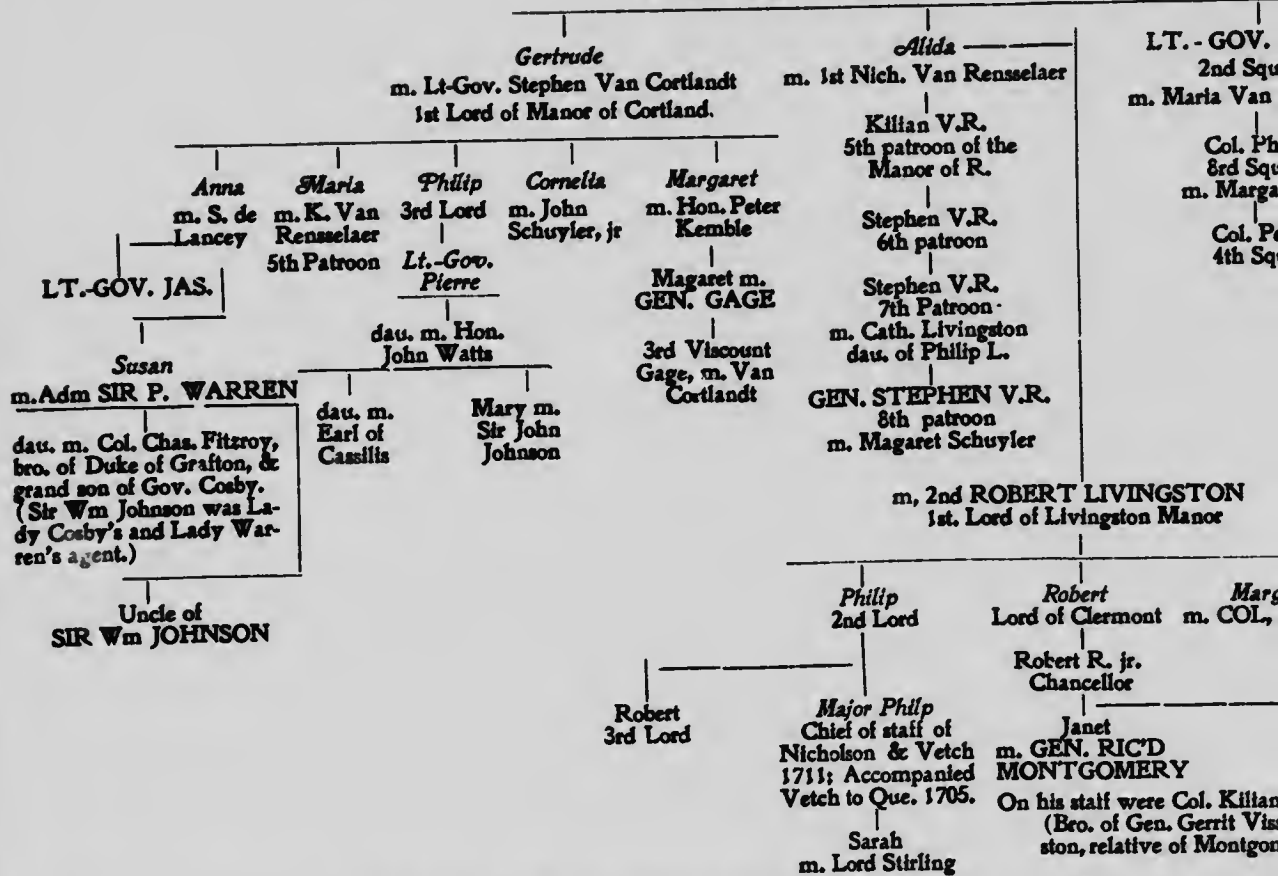 Gertrude
m. Lt-Gov. Stephen Van Cortlandt
1st Lord of Manor of Cortland.
Anna
m. S. de
Lancey
LT.-GOV. JAS.
Susan
m. Adm SIR P. WARREN
dau. m. Col. Chas. Fitzroy,
bro. of Duke of Grafton, &
grand son of Gov. Cosby.
(Sir Wm Johnson was La-
dy Cosby's and Lady War-
ren's agent.)
Uncle of
SIR Wm JOHNSON
Maria
m. K. Van
Rensselaer
5th Patroon
Philip
3rd Lord
Lt.-Gov.
Pierre
dau. m. Hon.
John Watts
dau. m.
Earl of
Cassilis
Mary m.
Sir John
Johnson
Cornelia
m. John
Schuyler, jr
Margaret
m. Hon. Peter
Kemble
Magaret m.
GEN. GAGE
3rd Viscount
Gage, m. Van
Cortlandt
Alida
m. 1st Nich. Van Rensselaer
Kilian V.R.
5th patroon of the
Manor of R.
Stephen V.R.
6th patroon
Stephen V.R.
7th Patroon
m. Cath. Livingston
dau. of Philip L.
GEN. STEPHEN V.R.
8th patroon
m. Magaret Schuyler
m, 2nd ROBERT LIVINGSTON
1st. Lord of Livingston Manor
Philip
2nd Lord
Robert
3rd Lord
Major Philp
Chief of staff of
Nicholson & Vetch
1711; Accompanied
Vetch to Que. 1705.
Sarah
m. Lord Stirling
Robert
Lord of Clermont
Robert R. jr.
Chancellor
Janet
m. GEN. RIC'D
MONTGOMERY
On his staff were Col. Kilian
(Bro. of Gen. Gerrit Viss
ston, relative of Montgom
Marg
m. COL,
LT.-GOV.
2nd Squ
m. Maria Van
Col. Ph
8rd Squ
m. Marga
Col. Pe
4th Squ